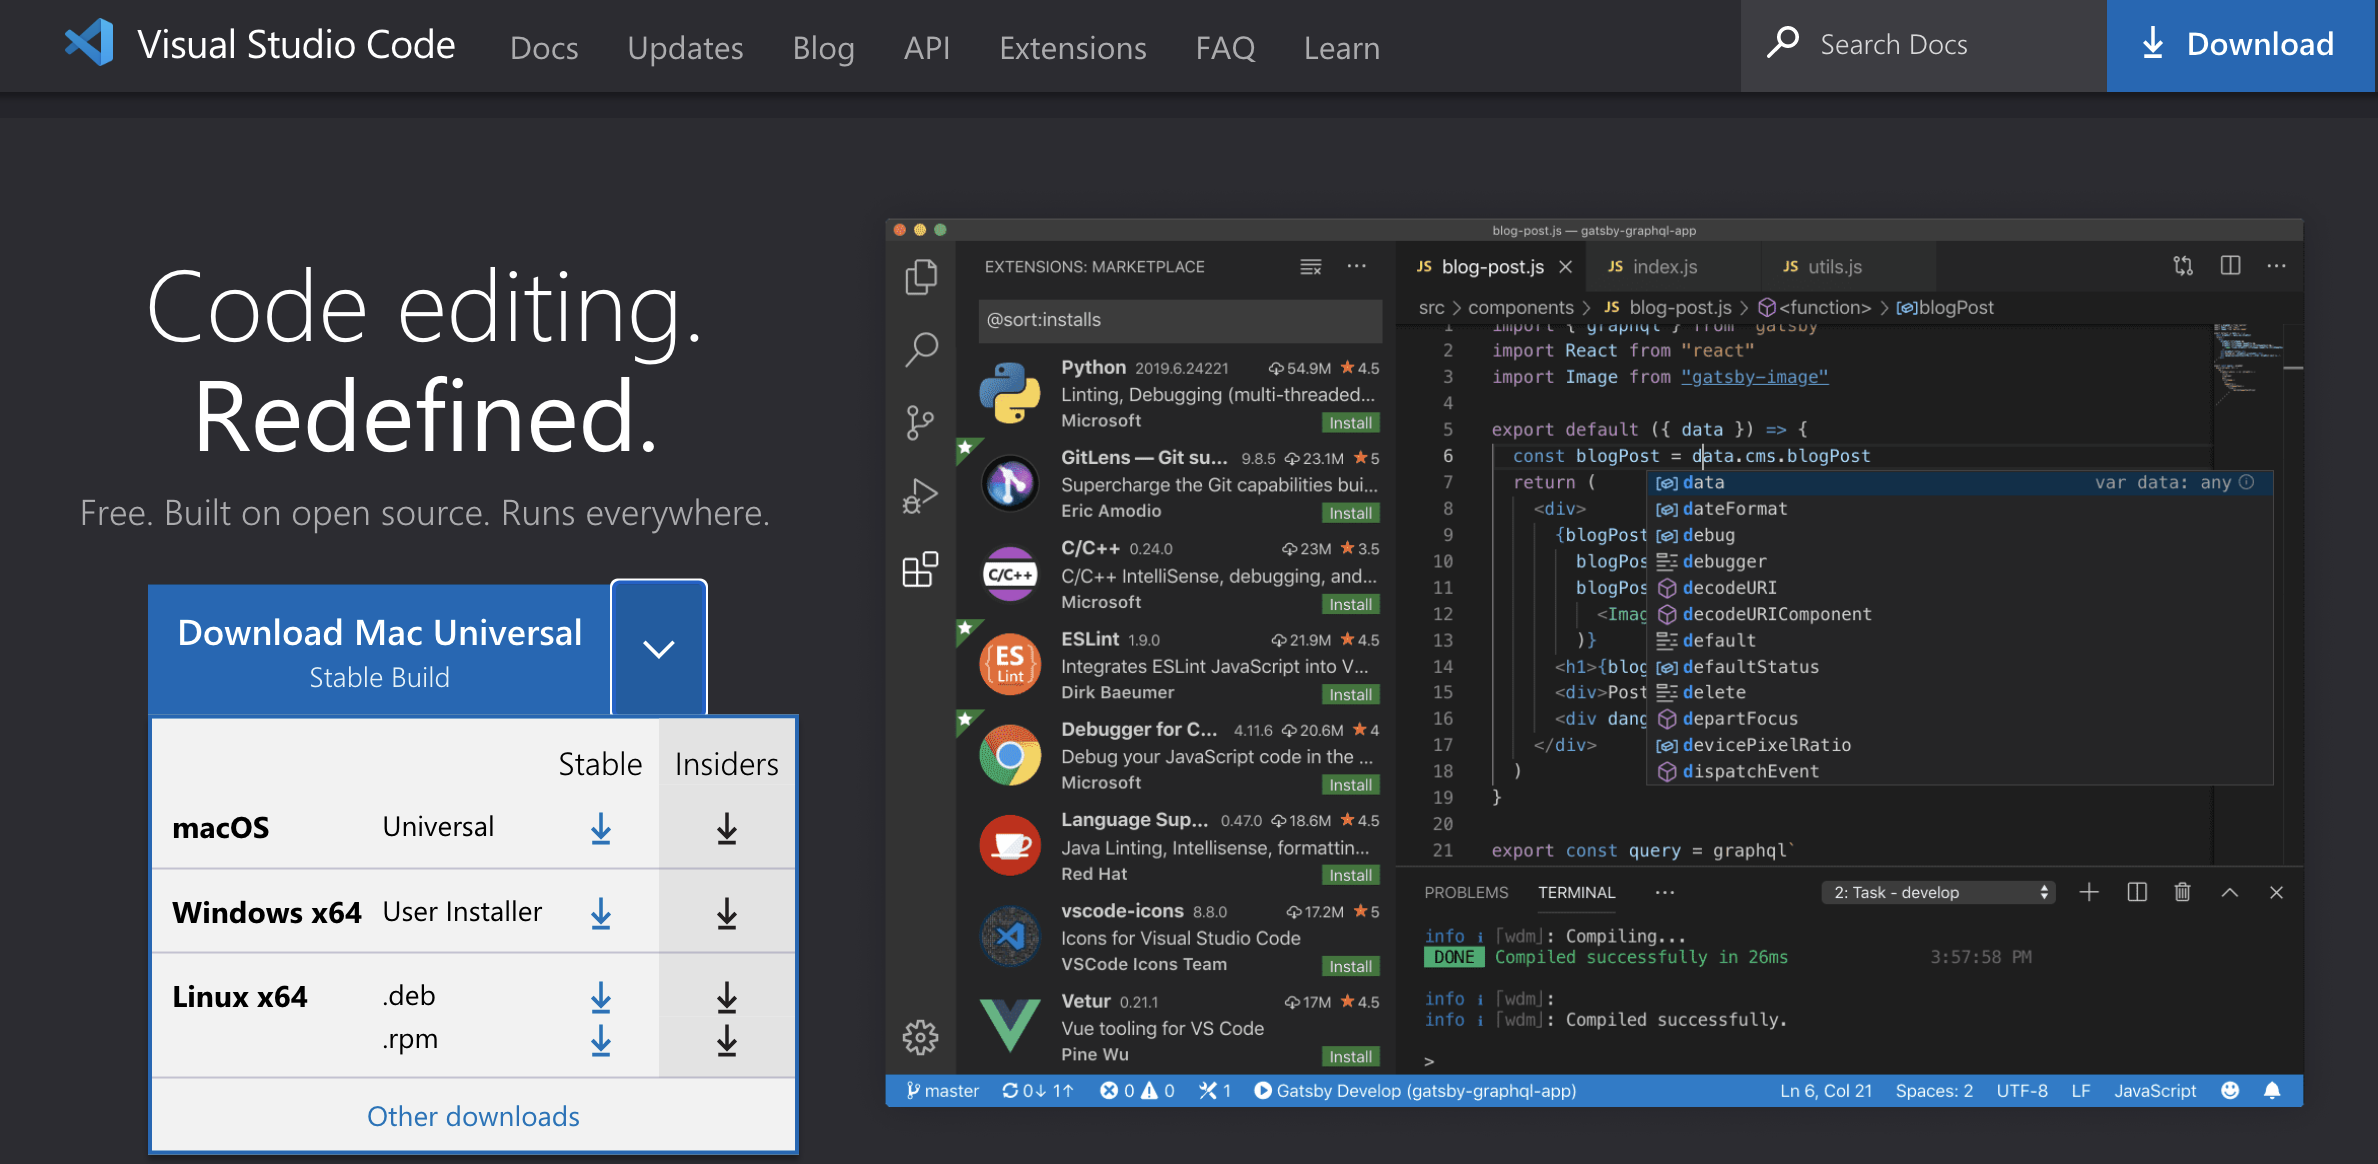 Visual Studio Code
Docs Updates Blog API Extensions FAQ Learn
Search Docs
Download
Code editing.
Redefined.
Free. Built on open source. Runs everywhere.
Download Mac Universal
Stable Build
Stable Insiders
macOS Universal
Windows x64 User Installer
Linux x64 .deb
.rpm
Other downloads
blog-post.js — gatsby-graphql-app
EXTENSIONS: MARKETPLACE
@sort:installs
Python 2019.6.24221 54.9M 4.5
Linting, Debugging (multi-threaded...
Microsoft Install
GitLens — Git su... 9.8.5 23.1M 5
Supercharge the Git capabilities bui...
Eric Amodio Install
C/C++
C/C++ 0.24.0 23M 3.5
C/C++ IntelliSense, debugging, and...
Microsoft Install
ES Lint
ESLint 1.9.0 21.9M 4.5
Integrates ESLint JavaScript into V...
Dirk Baeumer Install
Debugger for C... 4.11.6 20.6M 4
Debug your JavaScript code in the ...
Microsoft Install
Language Sup... 0.47.0 18.6M 4.5
Java Linting, Intellisense, formattin...
Red Hat Install
vscode-icons 8.8.0 17.2M 5
Icons for Visual Studio Code
VSCode Icons Team Install
Vetur 0.21.1 17M 4.5
Vue tooling for VS Code
Pine Wu Install
JS blog-post.js JS index.js JS utils.js
src > components > JS blog-post.js > <function> > blogPost
1 import { graphql } from "gatsby"
2 import React from "react"
3 import Image from "gatsby-image"
4
5 export default ({ data }) => {
6 const blogPost = data.cms.blogPost
7 return (
8 <div>
9 {blogPost
10 blogPos
11 blogPos
12 <Imag
13 )}
14 <h1>{blog
15 <div>Post
16 <div dang
17 </div>
18 )
19 }
20
21 export const query = graphql`
data var data: any
dateFormat
debug
debugger
decodeURI
decodeURIComponent
default
defaultStatus
delete
departFocus
devicePixelRatio
dispatchEvent
PROBLEMS TERMINAL ... 2: Task - develop
info i ｢wdm｣: Compiling...
DONE Compiled successfully in 26ms 3:57:58 PM
info i ｢wdm｣:
info i ｢wdm｣: Compiled successfully.
>
master 0↓ 1↑ 0 0 1 Gatsby Develop (gatsby-graphql-app) Ln 6, Col 21 Spaces: 2 UTF-8 LF JavaScript